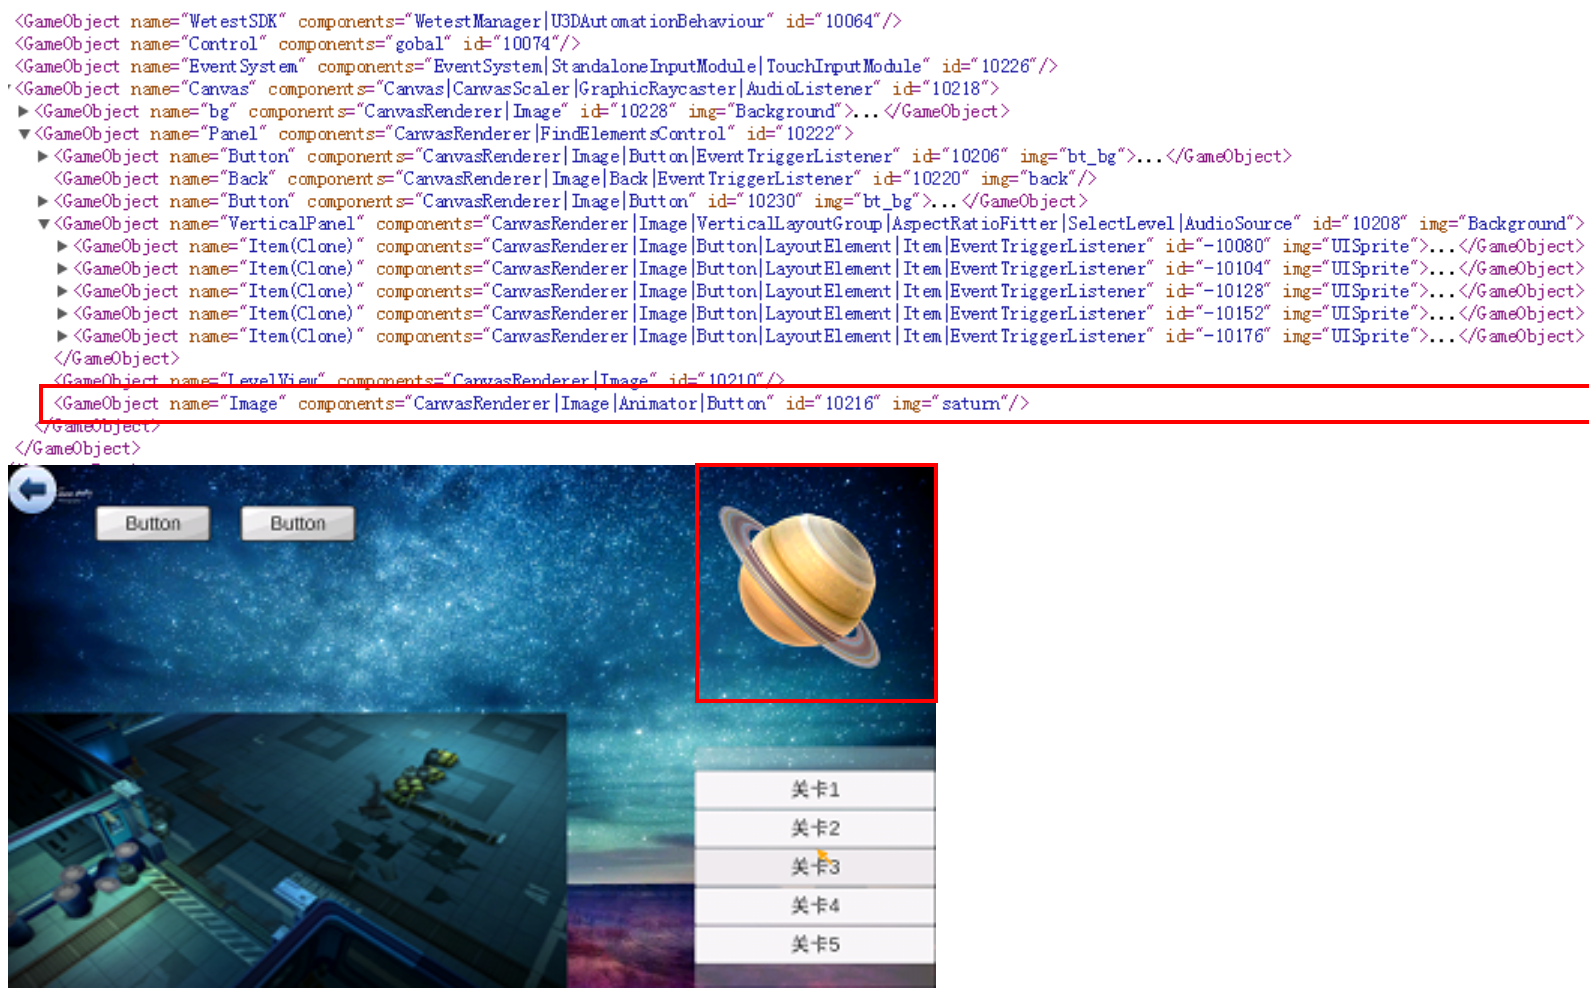 <GameObject name="WetestSDK" components="WetestManager|U3DAutomationBehaviour" id="10064"/>
<GameObject name="Control" components="gobal" id="10074"/>
<GameObject name="EventSystem" components="EventSystem|StandaloneInputModule|TouchInputModule" id="10226"/>
<GameObject name="Canvas" components="Canvas|CanvasScaler|GraphicRaycaster|AudioListener" id="10218">
<GameObject name="bg" components="CanvasRenderer|Image" id="10228" img="Background">...</GameObject>
<GameObject name="Panel" components="CanvasRenderer|FindElementsControl" id="10222">
<GameObject name="Button" components="CanvasRenderer|Image|Button|EventTriggerListener" id="10206" img="bt_bg">...</GameObject>
<GameObject name="Back" components="CanvasRenderer|Image|Back|EventTriggerListener" id="10220" img="back"/>
<GameObject name="Button" components="CanvasRenderer|Image|Button" id="10230" img="bt_bg">...</GameObject>
<GameObject name="VerticalPanel" components="CanvasRenderer|Image|VerticalLayoutGroup|AspectRatioFitter|SelectLevel|AudioSource" id="10208" img="Background">
<GameObject name="Item(Clone)" components="CanvasRenderer|Image|Button|LayoutElement|Item|EventTriggerListener" id="-10080" img="UISprite">...</GameObject>
<GameObject name="Item(Clone)" components="CanvasRenderer|Image|Button|LayoutElement|Item|EventTriggerListener" id="-10104" img="UISprite">...</GameObject>
<GameObject name="Item(Clone)" components="CanvasRenderer|Image|Button|LayoutElement|Item|EventTriggerListener" id="-10128" img="UISprite">...</GameObject>
<GameObject name="Item(Clone)" components="CanvasRenderer|Image|Button|LayoutElement|Item|EventTriggerListener" id="-10152" img="UISprite">...</GameObject>
<GameObject name="Item(Clone)" components="CanvasRenderer|Image|Button|LayoutElement|Item|EventTriggerListener" id="-10176" img="UISprite">...</GameObject>
</GameObject>
<GameObject name="LevelView" components="CanvasRenderer|Image" id="10210"/>
<GameObject name="Image" components="CanvasRenderer|Image|Animator|Button" id="10216" img="saturn"/>
</GameObject>
</GameObject>
Button
Button
关卡1
关卡2
关卡3
关卡4
关卡5